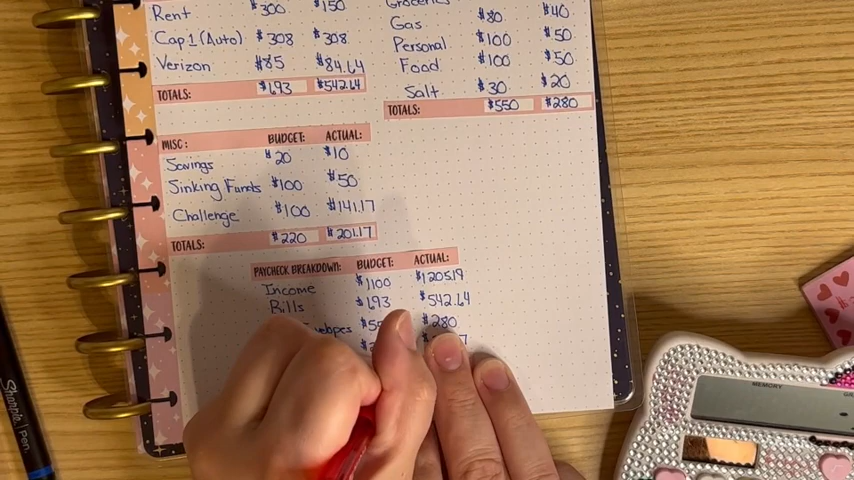 Rent $300 $150
Cap 1 (Auto) $308 $308
Verizon $85 $84.64
TOTALS: $693 $542.64
Groceries
Gas $80 $40
Personal $100 $50
Food $100 $50
Salt $30 $20
TOTALS: $550 $280
MISC: BUDGET: ACTUAL:
Savings $20 $10
Sinking Funds $100 $50
Challenge $100 $141.17
TOTALS: $220 $201.17
PAYCHECK BREAKDOWN: BUDGET: ACTUAL:
Income $1100 $1205.19
Bills $693 $542.64
$280
Sharpie PEN.
MEMORY